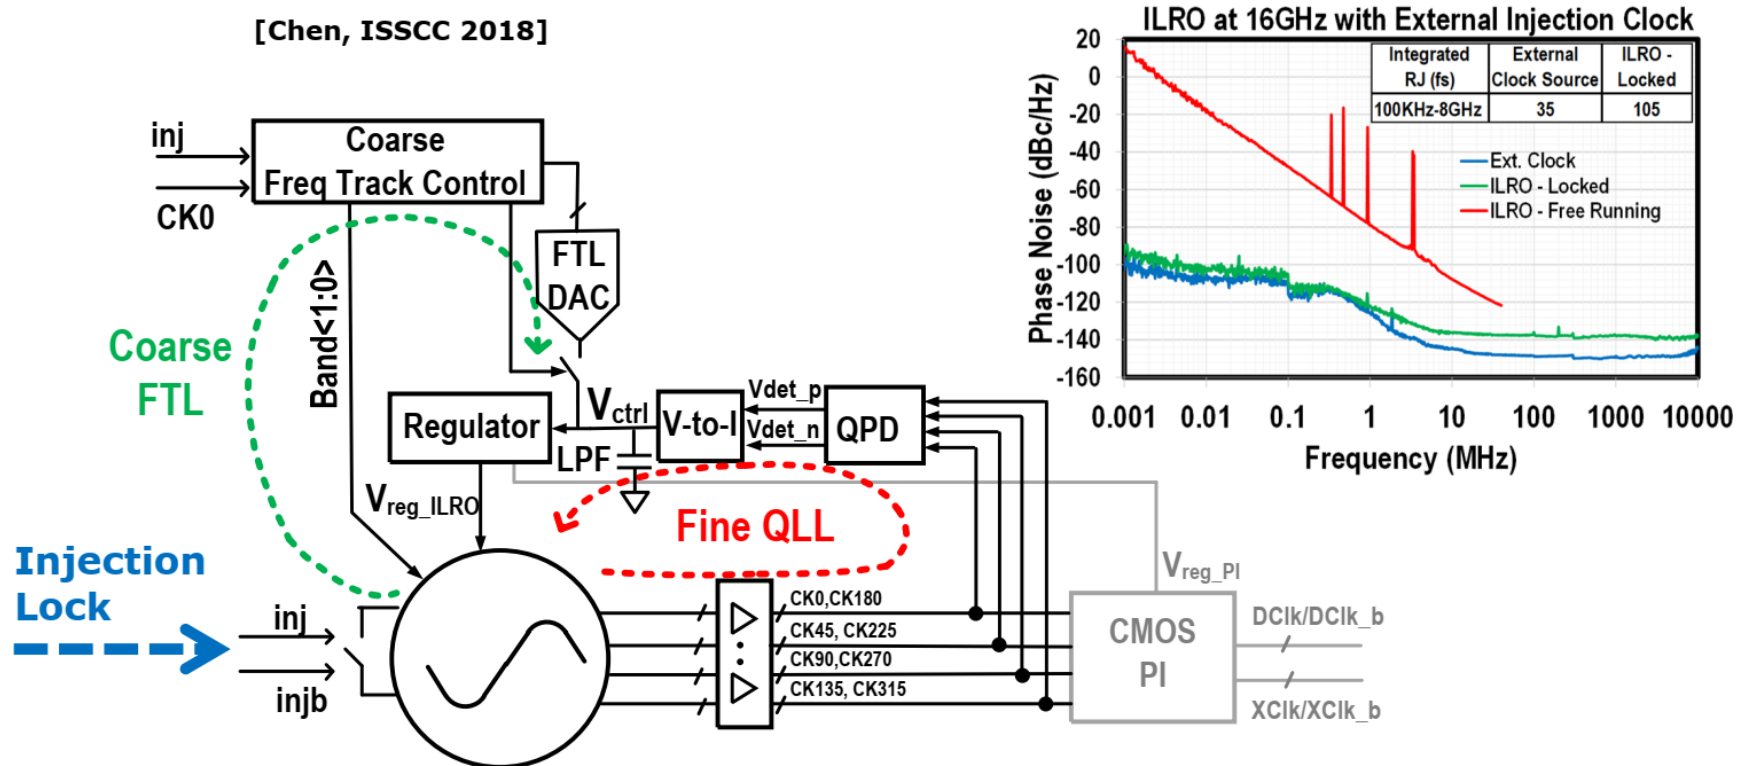 [Chen, ISSCC 2018]
inj
CK0
Coarse
Freq Track Control
FTL
DAC
Band<1:0>
Coarse
FTL
Regulator
Vctrl
LPF
V-to-I
Vdet_p
Vdet_n
QPD
Vreg_ILRO
Fine QLL
Injection
Lock
inj
injb
CK0,CK180
CK45, CK225
CK90,CK270
CK135, CK315
Vreg_PI
CMOS
PI
DClk/DClk_b
XClk/XClk_b
ILRO at 16GHz with External Injection Clock
Integrated RJ (fs) External Clock Source ILRO - Locked
100KHz-8GHz 35 105
Ext. Clock
ILRO - Locked
ILRO - Free Running
Phase Noise (dBc/Hz)
20
0
-20
-40
-60
-80
-100
-120
-140
-160
0.001 0.01 0.1 1 10 100 1000 10000
Frequency (MHz)